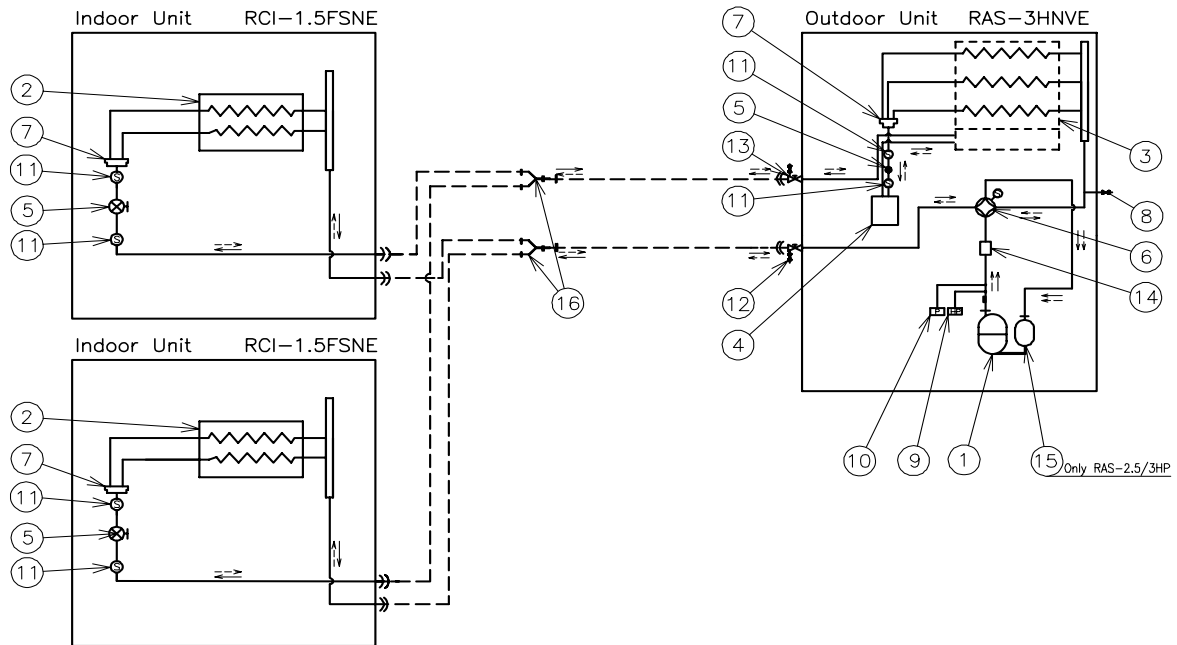 Indoor Unit RCI-1.5FSNE
2
7
11
S
5
11
S
Indoor Unit RCI-1.5FSNE
2
7
11
S
5
11
S
16
Outdoor Unit RAS-3HNVE
7
11
5
13
11
12
4
3
8
6
14
P
10
9
1
15 Only RAS-2.5/3HP